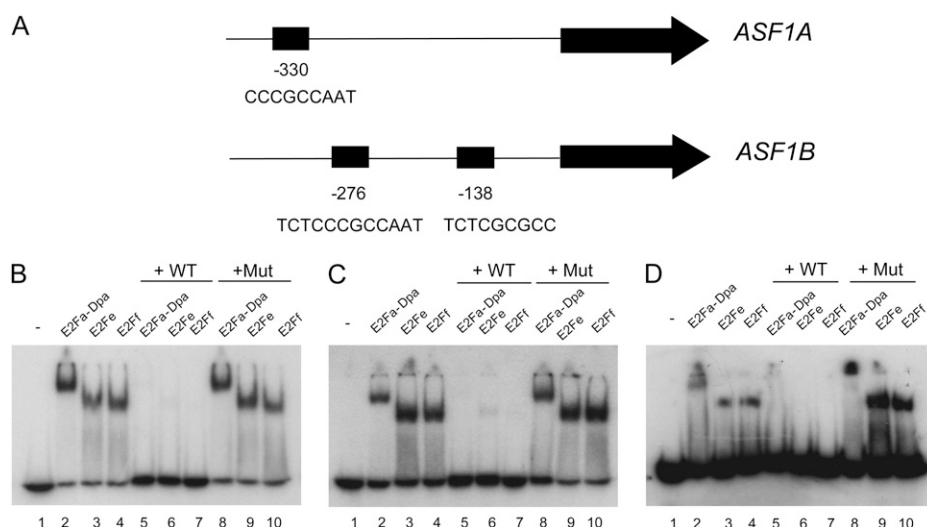 A
ASF1A
-330
CCCGCCAAT
ASF1B
-276
-138
TCTCCCGCCAAT
TCTCGCGCC
B
+ WT
+Mut
-
E2Fa-Dpa
E2Fe
E2Ff
E2Fa-Dpa
E2Fe
E2Ff
E2Fa-Dpa
E2Fe
E2Ff
1 2 3 4 5 6 7 8 9 10
C
+ WT
+ Mut
-
E2Fa-Dpa
E2Fe
E2Ff
E2Fa-Dpa
E2Fe
E2Ff
E2Fa-Dpa
E2Fe
E2Ff
1 2 3 4 5 6 7 8 9 10
D
+ WT
+ Mut
-
E2Fa-Dpa
E2Fe
E2Ff
E2Fa-Dpa
E2Fe
E2Ff
E2Fa-Dpa
E2Fe
E2Ff
1 2 3 4 5 6 7 8 9 10